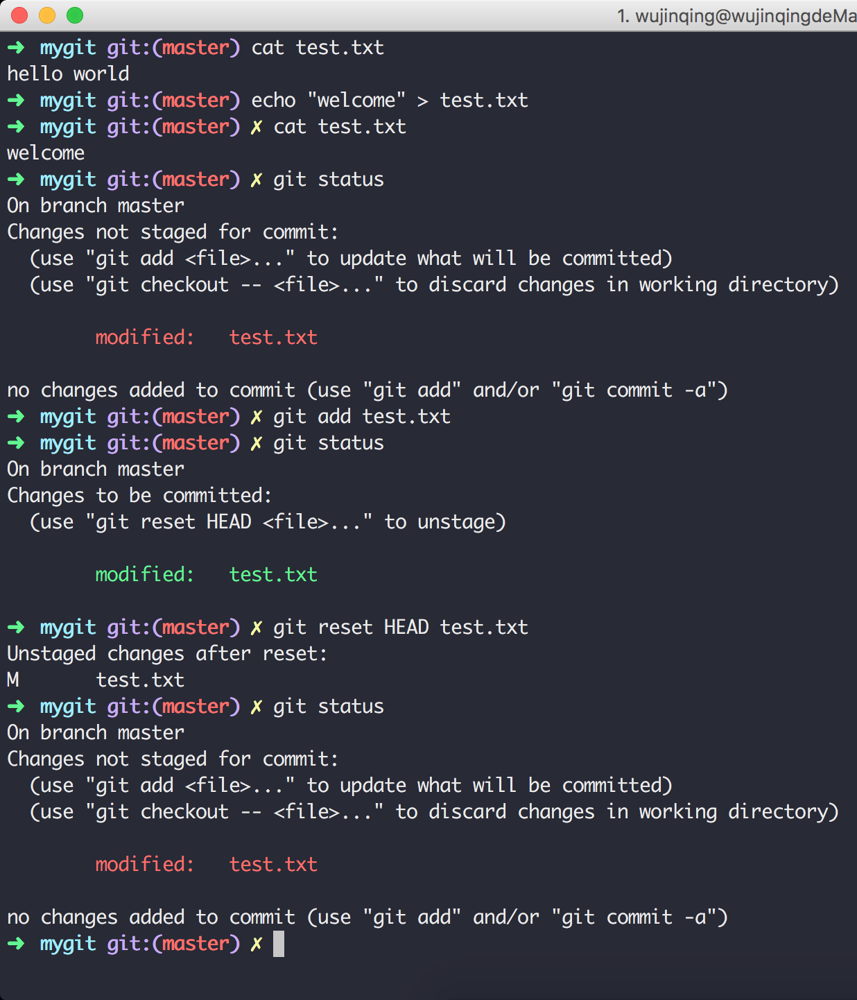 1. wujinqing@wujinqingdeMa
➜ mygit git:(master) cat test.txt
hello world
➜ mygit git:(master) echo "welcome" > test.txt
➜ mygit git:(master) ✗ cat test.txt
welcome
➜ mygit git:(master) ✗ git status
On branch master
Changes not staged for commit:
  (use "git add <file>..." to update what will be committed)
  (use "git checkout -- <file>..." to discard changes in working directory)
        modified:   test.txt
no changes added to commit (use "git add" and/or "git commit -a")
➜ mygit git:(master) ✗ git add test.txt
➜ mygit git:(master) ✗ git status
On branch master
Changes to be committed:
  (use "git reset HEAD <file>..." to unstage)
        modified:   test.txt
➜ mygit git:(master) ✗ git reset HEAD test.txt
Unstaged changes after reset:
M       test.txt
➜ mygit git:(master) ✗ git status
On branch master
Changes not staged for commit:
  (use "git add <file>..." to update what will be committed)
  (use "git checkout -- <file>..." to discard changes in working directory)
        modified:   test.txt
no changes added to commit (use "git add" and/or "git commit -a")
➜ mygit git:(master) ✗